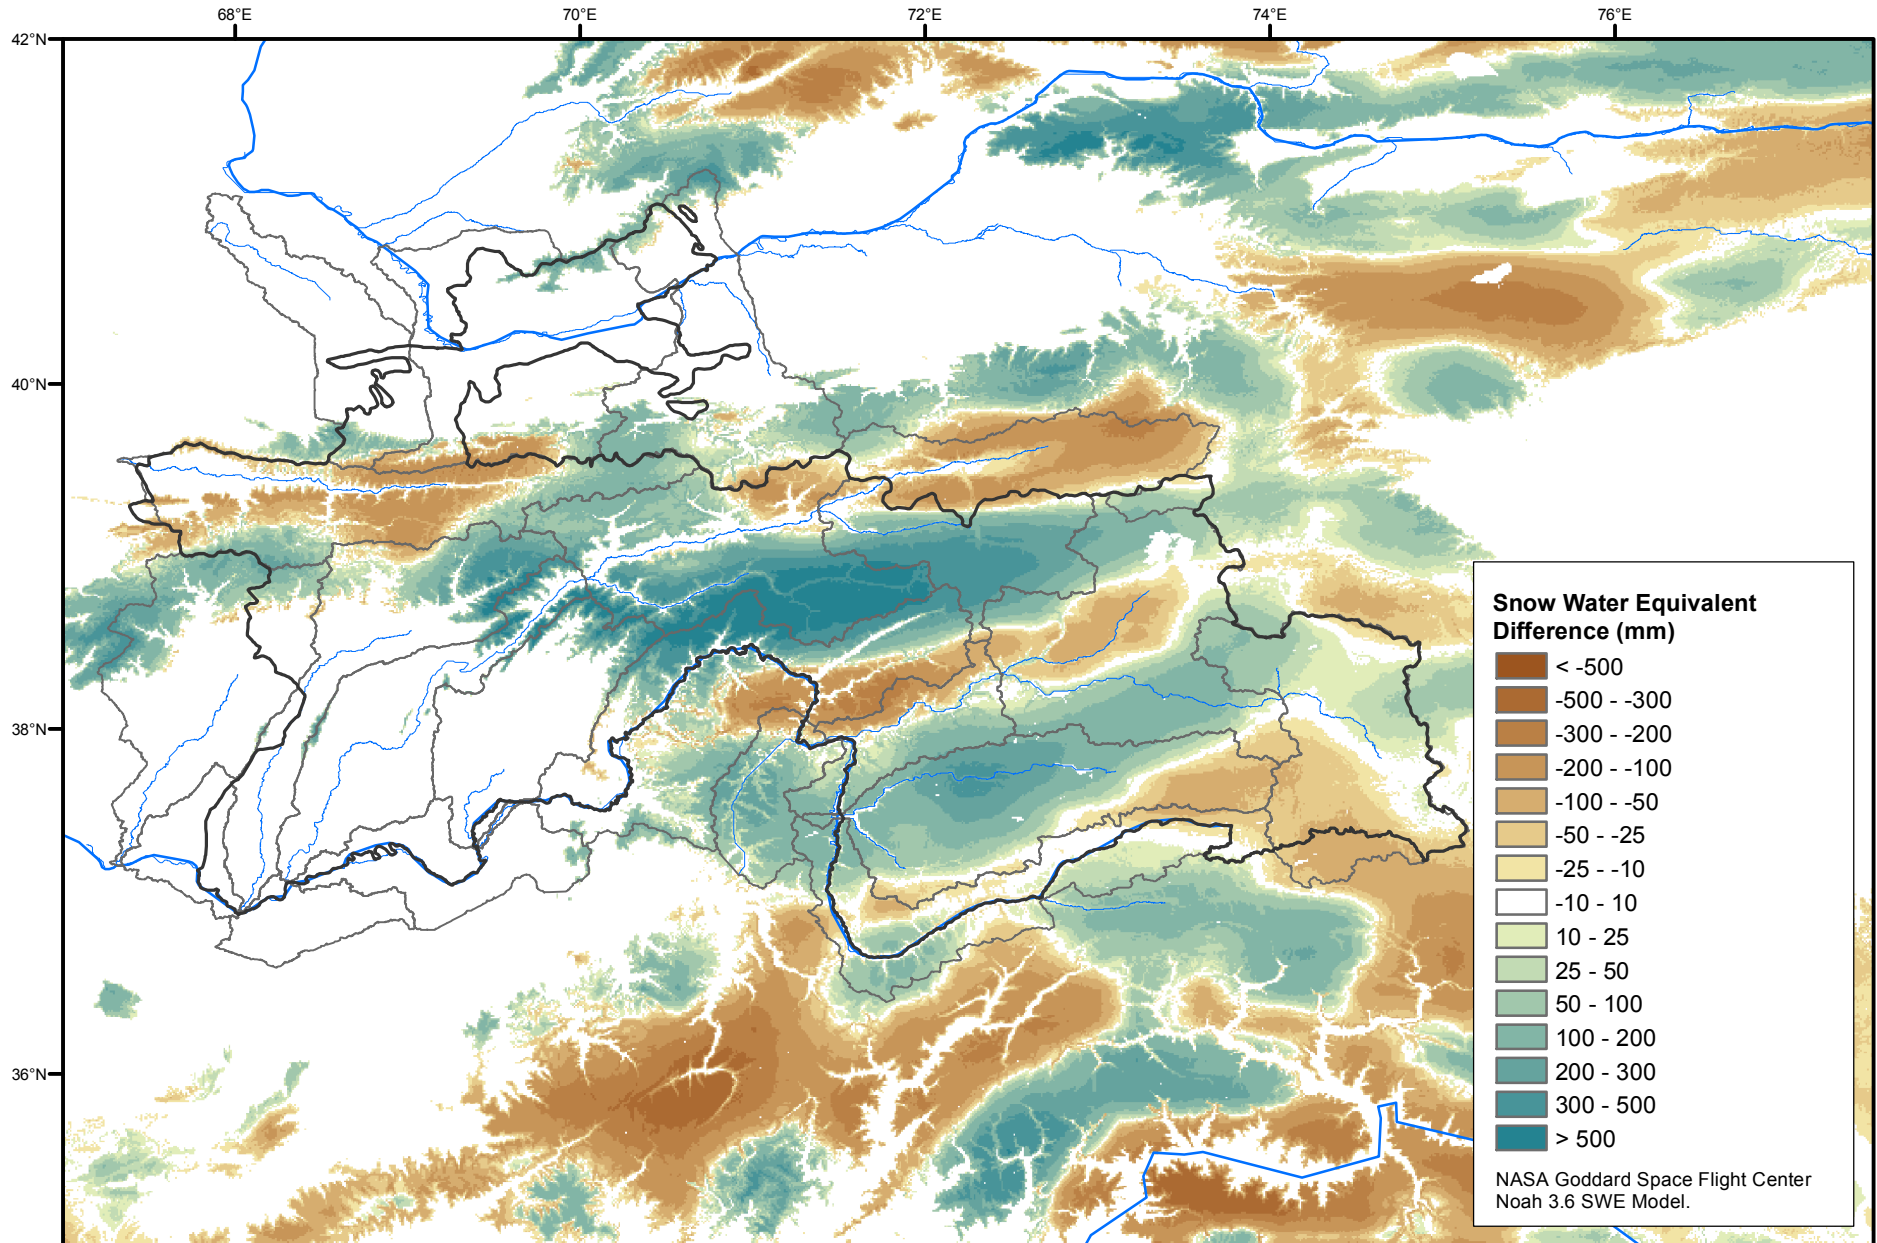 68°E 70°E 72°E 74°E 76°E
42°N
40°N
38°N
36°N
Snow Water Equivalent
Difference (mm)
< -500
-500 - -300
-300 - -200
-200 - -100
-100 - -50
-50 - -25
-25 - -10
-10 - 10
10 - 25
25 - 50
50 - 100
100 - 200
200 - 300
300 - 500
> 500
NASA Goddard Space Flight Center
Noah 3.6 SWE Model.